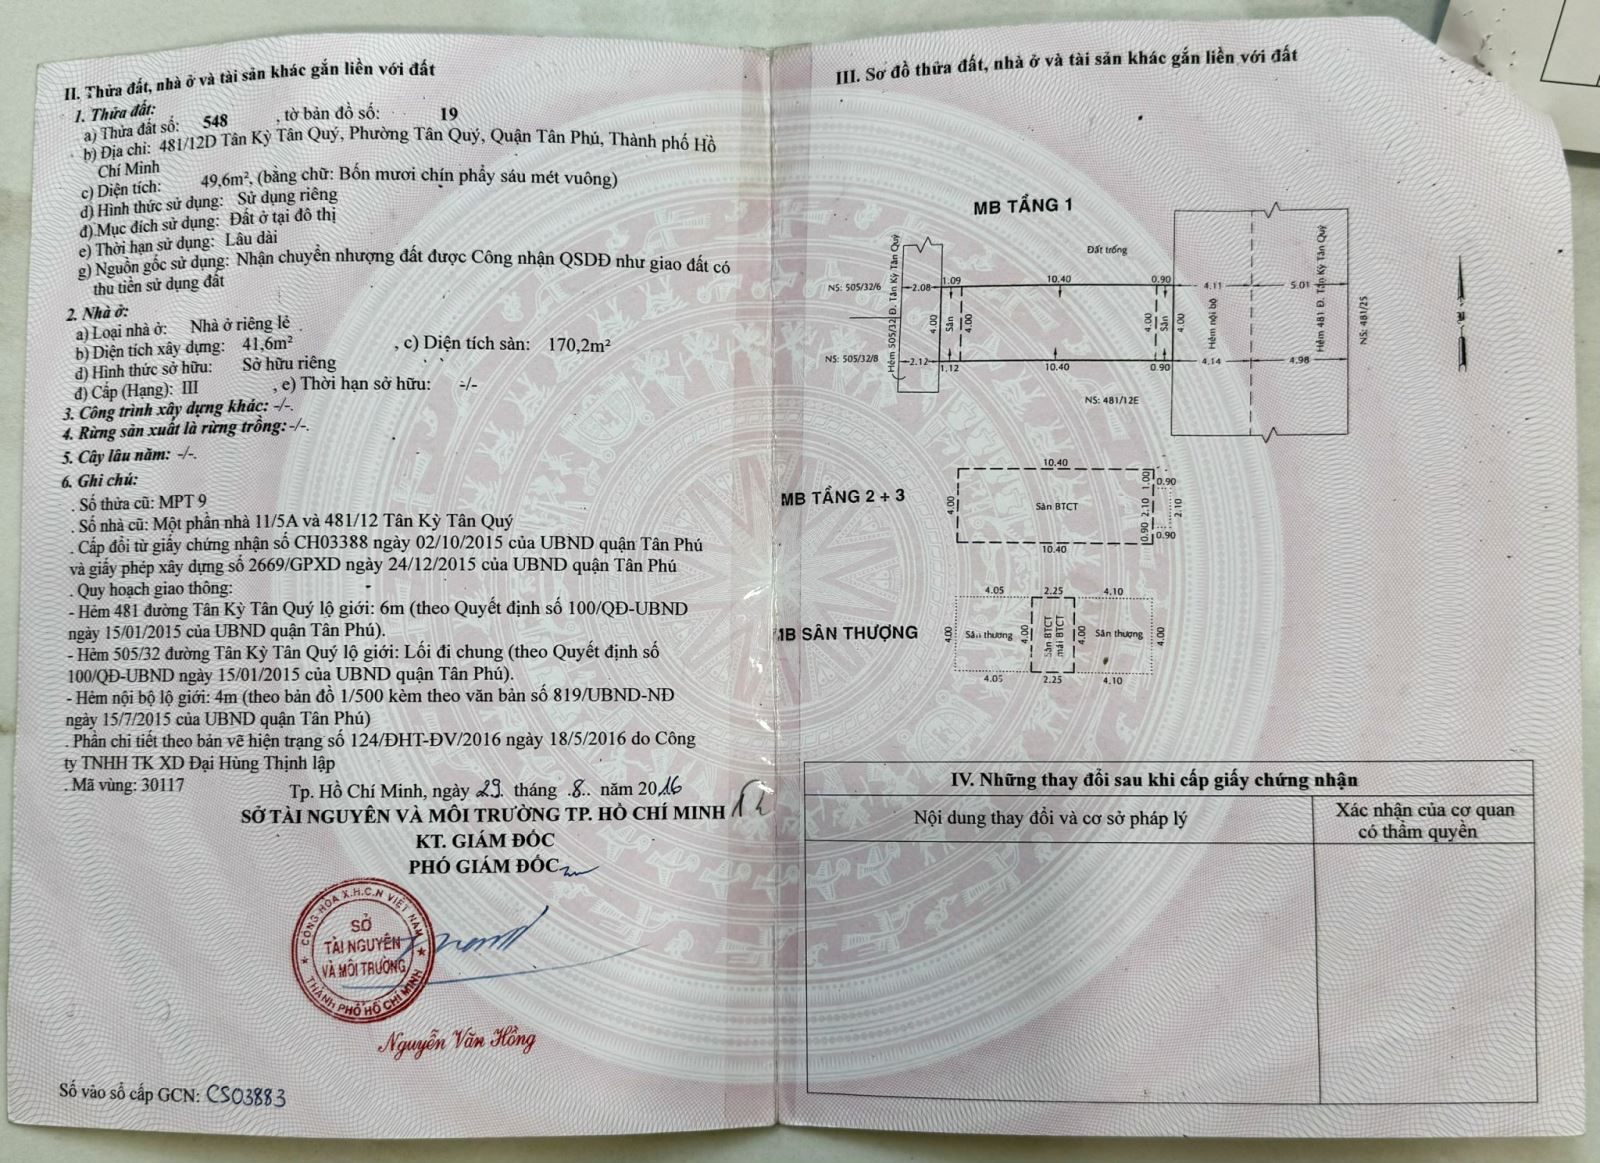 II. Thửa đất, nhà ở và tài sản khác gắn liền với đất
1. Thửa đất:
a) Thửa đất số: 548 , tờ bản đồ số: 19
b) Địa chỉ: 481/12D Tân Kỳ Tân Quý, Phường Tân Quý, Quận Tân Phú, Thành phố Hồ
Chí Minh
c) Diện tích: 49,6m², (bằng chữ: Bốn mươi chín phẩy sáu mét vuông)
d) Hình thức sử dụng: Sử dụng riêng
đ) Mục đích sử dụng: Đất ở tại đô thị
e) Thời hạn sử dụng: Lâu dài
g) Nguồn gốc sử dụng: Nhận chuyển nhượng đất được Công nhận QSDĐ như giao đất có
thu tiền sử dụng đất
2. Nhà ở:
a) Loại nhà ở: Nhà ở riêng lẻ
b) Diện tích xây dựng: 41,6m² , c) Diện tích sàn: 170,2m²
d) Hình thức sở hữu: Sở hữu riêng
đ) Cấp (Hạng): III , e) Thời hạn sở hữu: -/-
3. Công trình xây dựng khác: -/-.
4. Rừng sản xuất là rừng trồng: -/-.
5. Cây lâu năm: -/-.
6. Ghi chú:
. Số thửa cũ: MPT 9
. Số nhà cũ: Một phần nhà 11/5A và 481/12 Tân Kỳ Tân Quý
. Cấp đổi từ giấy chứng nhận số CH03388 ngày 02/10/2015 của UBND quận Tân Phú
và giấy phép xây dựng số 2669/GPXD ngày 24/12/2015 của UBND quận Tân Phú
. Quy hoạch giao thông:
- Hẻm 481 đường Tân Kỳ Tân Quý lộ giới: 6m (theo Quyết định số 100/QĐ-UBND
ngày 15/01/2015 của UBND quận Tân Phú).
- Hẻm 505/32 đường Tân Kỳ Tân Quý lộ giới: Lối đi chung (theo Quyết định số
100/QĐ-UBND ngày 15/01/2015 của UBND quận Tân Phú).
- Hẻm nội bộ lộ giới: 4m (theo bản đồ 1/500 kèm theo văn bản số 819/UBND-NĐ
ngày 15/7/2015 của UBND quận Tân Phú)
. Phần chi tiết theo bản vẽ hiện trạng số 124/ĐHT-ĐV/2016 ngày 18/5/2016 do Công
ty TNHH TK XD Đại Hùng Thịnh lập
. Mã vùng: 30117
Tp. Hồ Chí Minh, ngày 29 tháng 8 năm 2016
SỞ TÀI NGUYÊN VÀ MÔI TRƯỜNG TP. HỒ CHÍ MINH
KT. GIÁM ĐỐC
PHÓ GIÁM ĐỐC
CỘNG HÒA X.H.C.N VIỆT NAM
SỞ
TÀI NGUYÊN
VÀ MÔI TRƯỜNG
THÀNH PHỐ HỒ CHÍ MINH
Nguyễn Văn Hồng
Số vào sổ cấp GCN: CS03883
III. Sơ đồ thửa đất, nhà ở và tài sản khác gắn liền với đất
MB TẦNG 1
Đất trống
NS: 505/32/6
Hẻm 505/32 Đ. Tân Kỳ Tân Quý
2.08 1.09 10.40 0.90 4.11 5.01
4.00 Sân 4.00 4.00 Sân 4.00
Hẻm nội bộ
Hẻm 481 Đ. Tân Kỳ Tân Quý
NS: 481/25
NS: 505/32/8
2.12 1.12 10.40 0.90 4.14 4.98
NS: 481/12E
MB TẦNG 2 + 3
10.40
4.00 Sàn BTCT 1.00 2.10 0.90
0.90 2.10 0.90
10.40
MB SÂN THƯỢNG
4.05 2.25 4.10
4.00 Sân thượng 4.00 Sàn BTCT mái BTCT 4.00 Sân thượng 4.00
4.05 2.25 4.10
IV. Những thay đổi sau khi cấp giấy chứng nhận
Nội dung thay đổi và cơ sở pháp lý
Xác nhận của cơ quan
có thẩm quyền